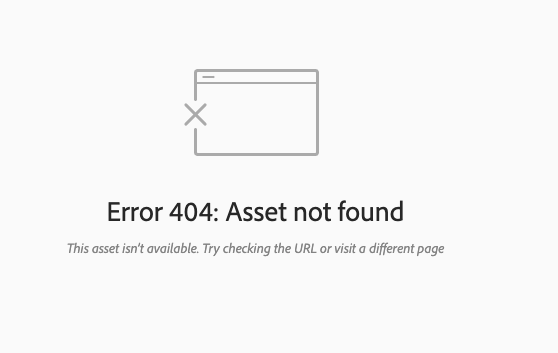 Error 404: Asset not found
This asset isn't available. Try checking the URL or visit a different page